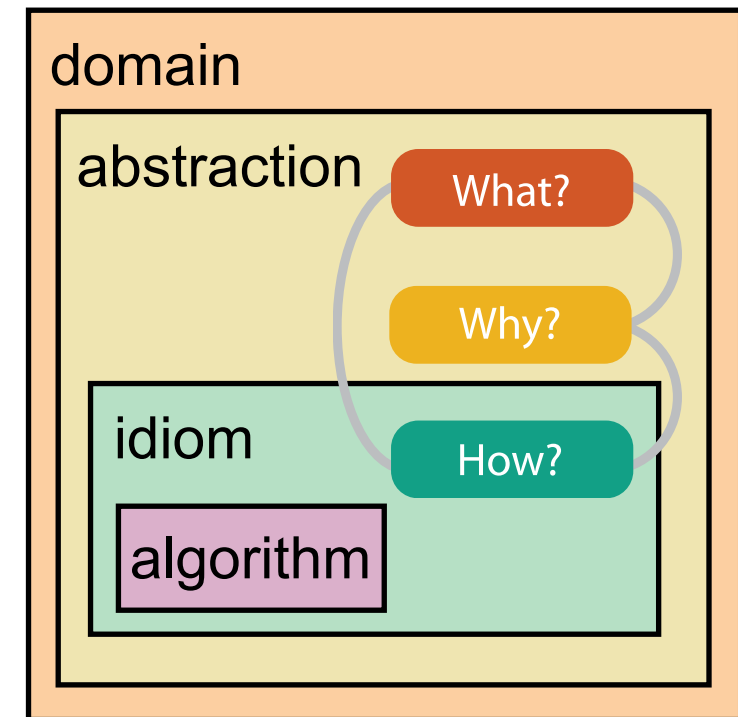 domain
abstraction
What?
Why?
idiom
How?
algorithm